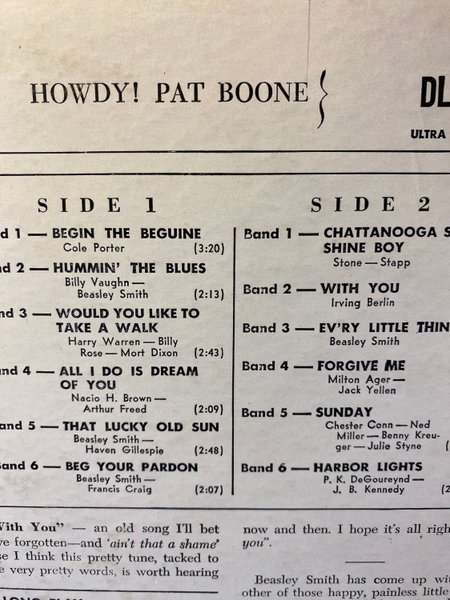 HOWDY! PAT BOONE
DL
ULTRA
SIDE 1
d 1 — BEGIN THE BEGUINE
Cole Porter (3:20)
nd 2 — HUMMIN' THE BLUES
Billy Vaughn —
Beasley Smith (2:13)
nd 3 — WOULD YOU LIKE TO
TAKE A WALK
Harry Warren — Billy
Rose — Mort Dixon (2:43)
and 4 — ALL I DO IS DREAM
OF YOU
Nacio H. Brown —
Arthur Freed (2:09)
and 5 — THAT LUCKY OLD SUN
Beasley Smith —
Haven Gillespie (2:48)
and 6 — BEG YOUR PARDON
Beasley Smith —
Francis Craig (2:07)
SIDE 2
Band 1 — CHATTANOOGA S
SHINE BOY
Stone — Stapp
Band 2 — WITH YOU
Irving Berlin
Band 3 — EV'RY LITTLE THIN
Beasley Smith
Band 4 — FORGIVE ME
Milton Ager —
Jack Yellen
Band 5 — SUNDAY
Chester Conn — Ned
Miller — Benny Kreu-
ger — Julie Styne (
Band 6 — HARBOR LIGHTS
P. K. DeGoureynd —
J. B. Kennedy (2
With You" — an old song I'll bet
ve forgotten—and 'ain't that a shame'
se I think this pretty tune, tacked to
e very pretty words, is worth hearing
now and then. I hope it's all righ
you".
Beasley Smith has come up wit
other of those happy, painless little